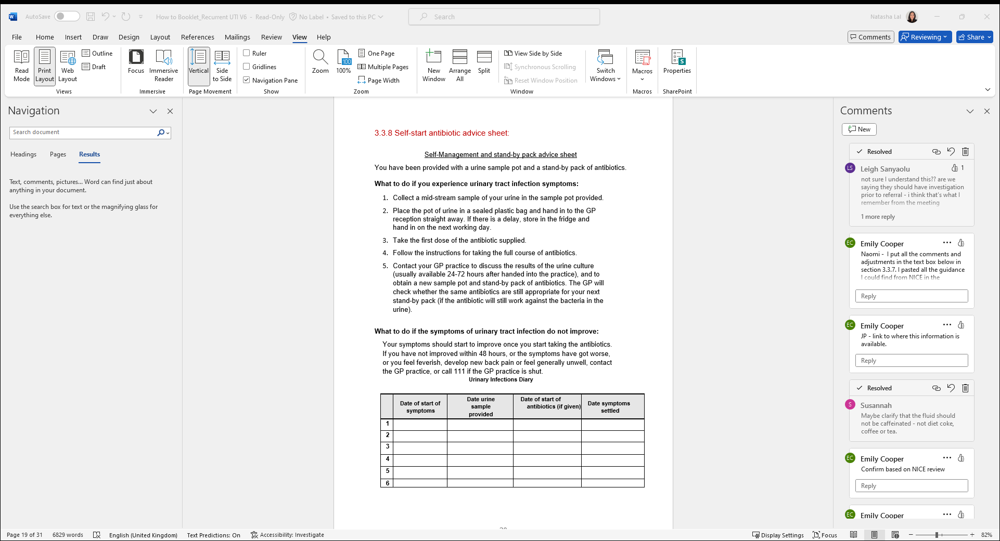 AutoSave
How to Booklet_Recurrent UTI V6 - Read-Only No Label • Saved to this PC
Search
Natasha Lal
File Home Insert Draw Design Layout References Mailings Review View Help
Comments Reviewing Share
Read Mode
Print Layout
Web Layout
Outline
Draft
Views
Focus
Immersive Reader
Immersive
Vertical
Side to Side
Page Movement
Ruler
Gridlines
Navigation Pane
Show
Zoom
100
100%
One Page
Multiple Pages
Page Width
Zoom
New Window
Arrange All
Split
View Side by Side
Synchronous Scrolling
Reset Window Position
Switch Windows
Window
Macros
Macros
S
Properties
SharePoint
Navigation
Search document
Headings Pages Results
Text, comments, pictures... Word can find just about
anything in your document.
Use the search box for text or the magnifying glass for
everything else.
3.3.8 Self-start antibiotic advice sheet:
Self-Management and stand-by pack advice sheet
You have been provided with a urine sample pot and a stand-by pack of antibiotics.
What to do if you experience urinary tract infection symptoms:
1. Collect a mid-stream sample of your urine in the sample pot provided.
2. Place the pot of urine in a sealed plastic bag and hand in to the GP
reception straight away. If there is a delay, store in the fridge and
hand in on the next working day.
3. Take the first dose of the antibiotic supplied.
4. Follow the instructions for taking the full course of antibiotics.
5. Contact your GP practice to discuss the results of the urine culture
(usually available 24-72 hours after handed into the practice), and to
obtain a new sample pot and stand-by pack of antibiotics. The GP will
check whether the same antibiotics are still appropriate for your next
stand-by pack (if the antibiotic will still work against the bacteria in the
urine).
What to do if the symptoms of urinary tract infection do not improve:
Your symptoms should start to improve once you start taking the antibiotics.
If you have not improved within 48 hours, or the symptoms have got worse,
or you feel feverish, develop new back pain or feel generally unwell, contact
the GP practice, or call 111 if the GP practice is shut.
Urinary Infections Diary
Date of start of symptoms
Date urine sample provided
Date of start of antibiotics (if given)
Date symptoms settled
1
2
3
4
5
6
Comments
New
Resolved
LS
Leigh Sanyaolu 1
not sure I understand this?? are we
saying they should have investigation
prior to referral - i think that's what I
remember from the meeting
1 more reply
EC
Emily Cooper
Naomi - I put all the comments and
adjustments in the text box below in
section 3.3.7. I pasted all the guidance
I could find from NICE in the
Reply
EC
Emily Cooper
JP - link to where this information is
available.
Reply
Resolved
S
Susannah
Maybe clarify that the fluid should
not be caffeinated - not diet coke,
coffee or tea.
EC
Emily Cooper
Confirm based on NICE review
Reply
EC
Emily Cooper
Page 19 of 31 6829 words English (United Kingdom) Text Predictions: On Accessibility: Investigate
Display Settings Focus 82%